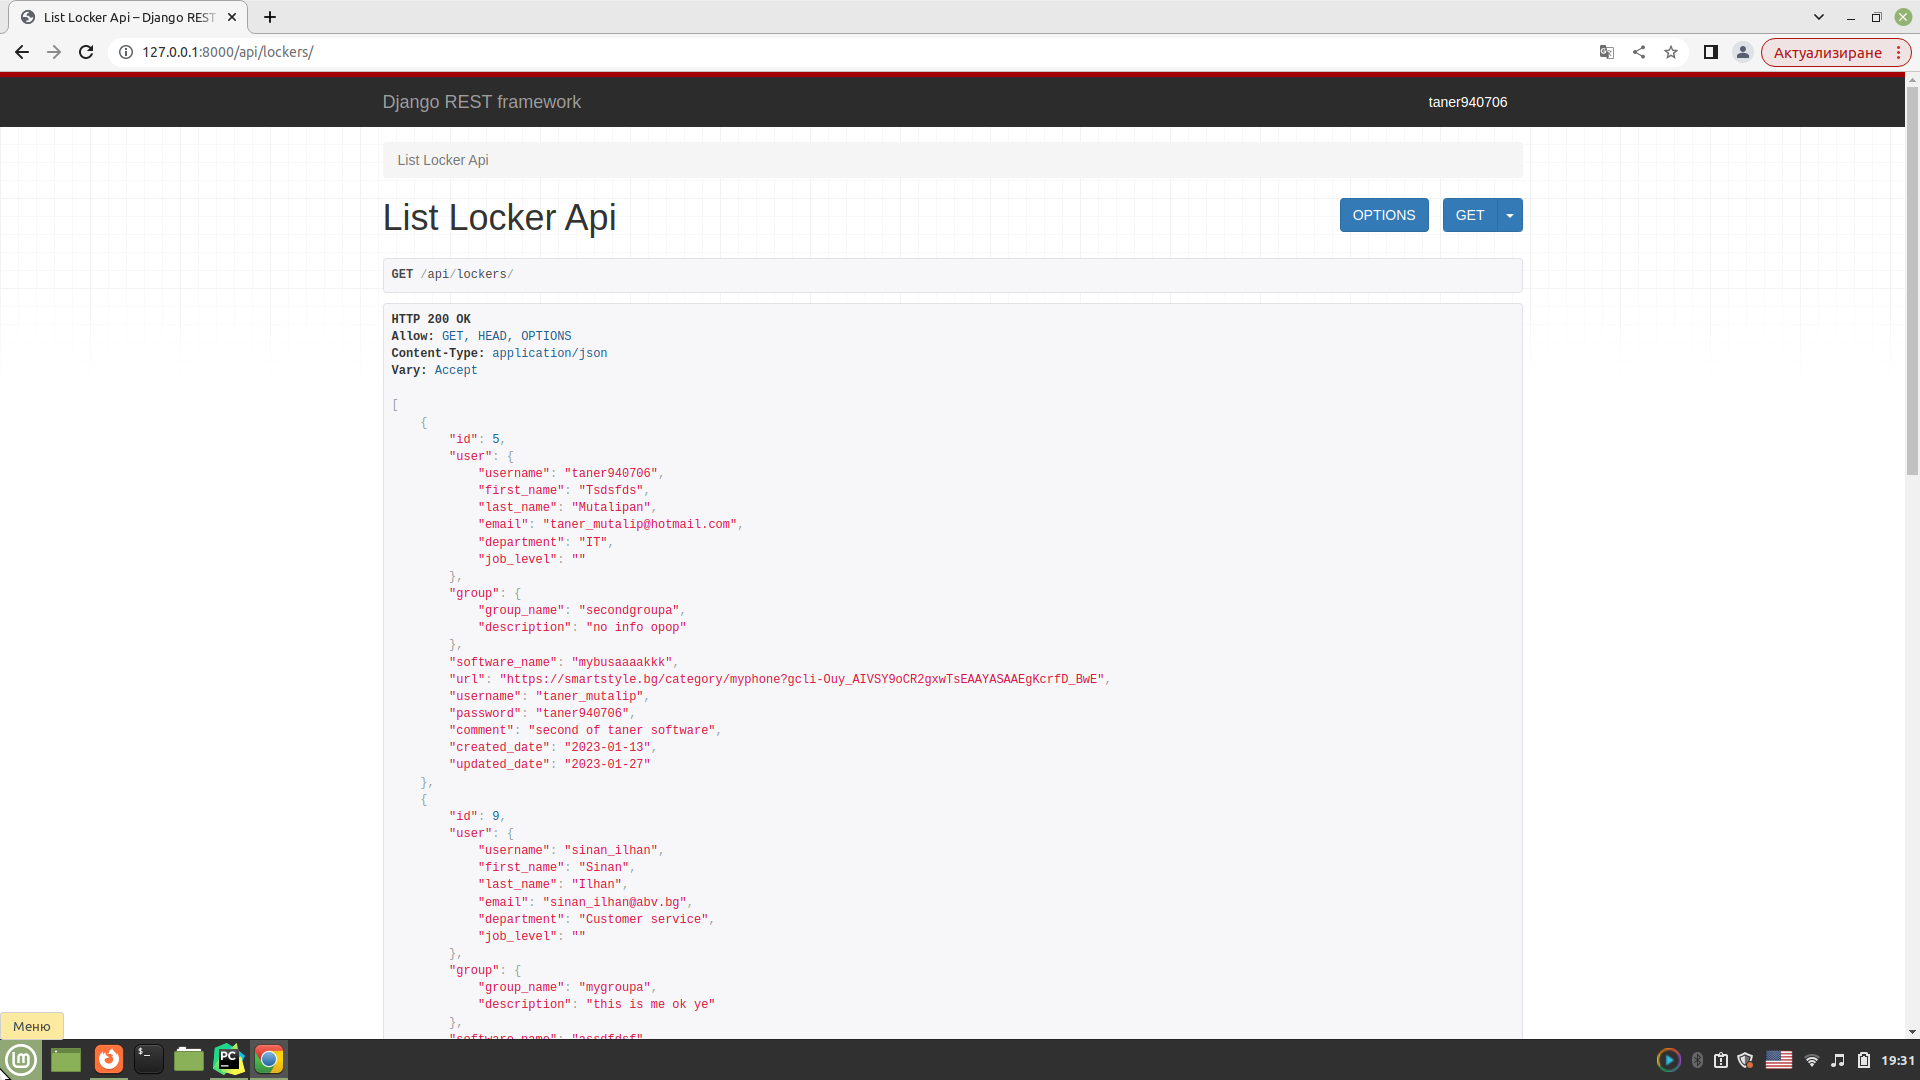 List Locker Api – Django REST
127.0.0.1:8000/api/lockers/
Актуализиране
Django REST framework
taner940706
List Locker Api
List Locker Api
OPTIONS
GET
GET /api/lockers/
HTTP 200 OK
Allow: GET, HEAD, OPTIONS
Content-Type: application/json
Vary: Accept
[
{
"id": 5,
"user": {
"username": "taner940706",
"first_name": "Tsdsfds",
"last_name": "Mutalipan",
"email": "taner_mutalip@hotmail.com",
"department": "IT",
"job_level": ""
},
"group": {
"group_name": "secondgroupa",
"description": "no info opop"
},
"software_name": "mybusaaaakkk",
"url": "https://smartstyle.bg/category/myphone?gcli-Ouy_AIVSY9oCR2gxwTsEAAYASAAEgKcrfD_BwE",
"username": "taner_mutalip",
"password": "taner940706",
"comment": "second of taner software",
"created_date": "2023-01-13",
"updated_date": "2023-01-27"
},
{
"id": 9,
"user": {
"username": "sinan_ilhan",
"first_name": "Sinan",
"last_name": "Ilhan",
"email": "sinan_ilhan@abv.bg",
"department": "Customer service",
"job_level": ""
},
"group": {
"group_name": "mygroupa",
"description": "this is me ok ye"
},
Меню
PC
19:31